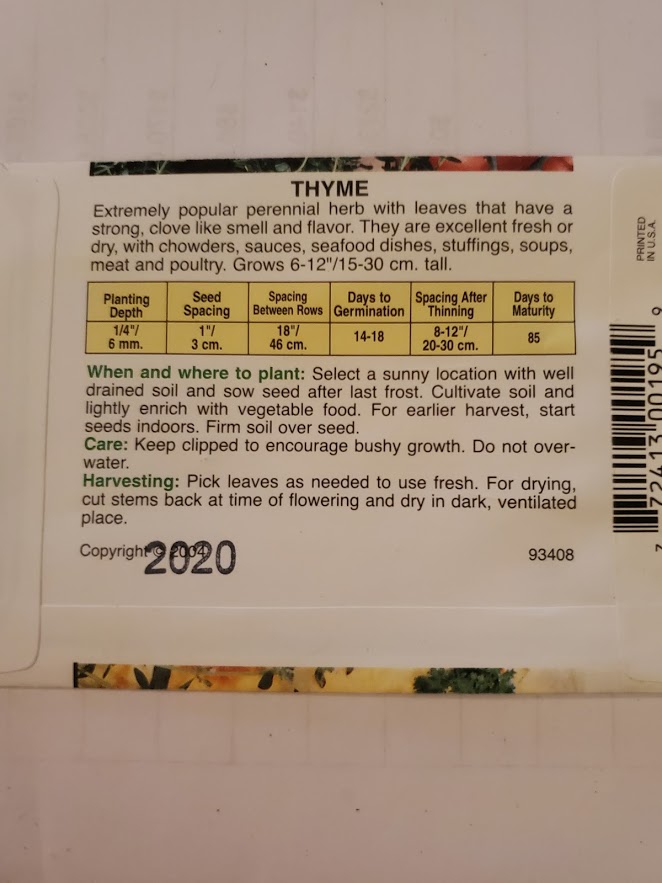 THYME
Extremely popular perennial herb with leaves that have a
strong, clove like smell and flavor. They are excellent fresh or
dry, with chowders, sauces, seafood dishes, stuffings, soups,
meat and poultry. Grows 6-12"/15-30 cm. tall.
Planting Depth Seed Spacing Spacing Between Rows Days to Germination Spacing After Thinning Days to Maturity
1/4"/ 6 mm. 1"/ 3 cm. 18"/ 46 cm. 14-18 8-12"/ 20-30 cm. 85
When and where to plant: Select a sunny location with well
drained soil and sow seed after last frost. Cultivate soil and
lightly enrich with vegetable food. For earlier harvest, start
seeds indoors. Firm soil over seed.
Care: Keep clipped to encourage bushy growth. Do not over-
water.
Harvesting: Pick leaves as needed to use fresh. For drying,
cut stems back at time of flowering and dry in dark, ventilated
place.
Copyright © 2004
2020
93408
PRINTED
IN U.S.A.
7 72413 00195 9